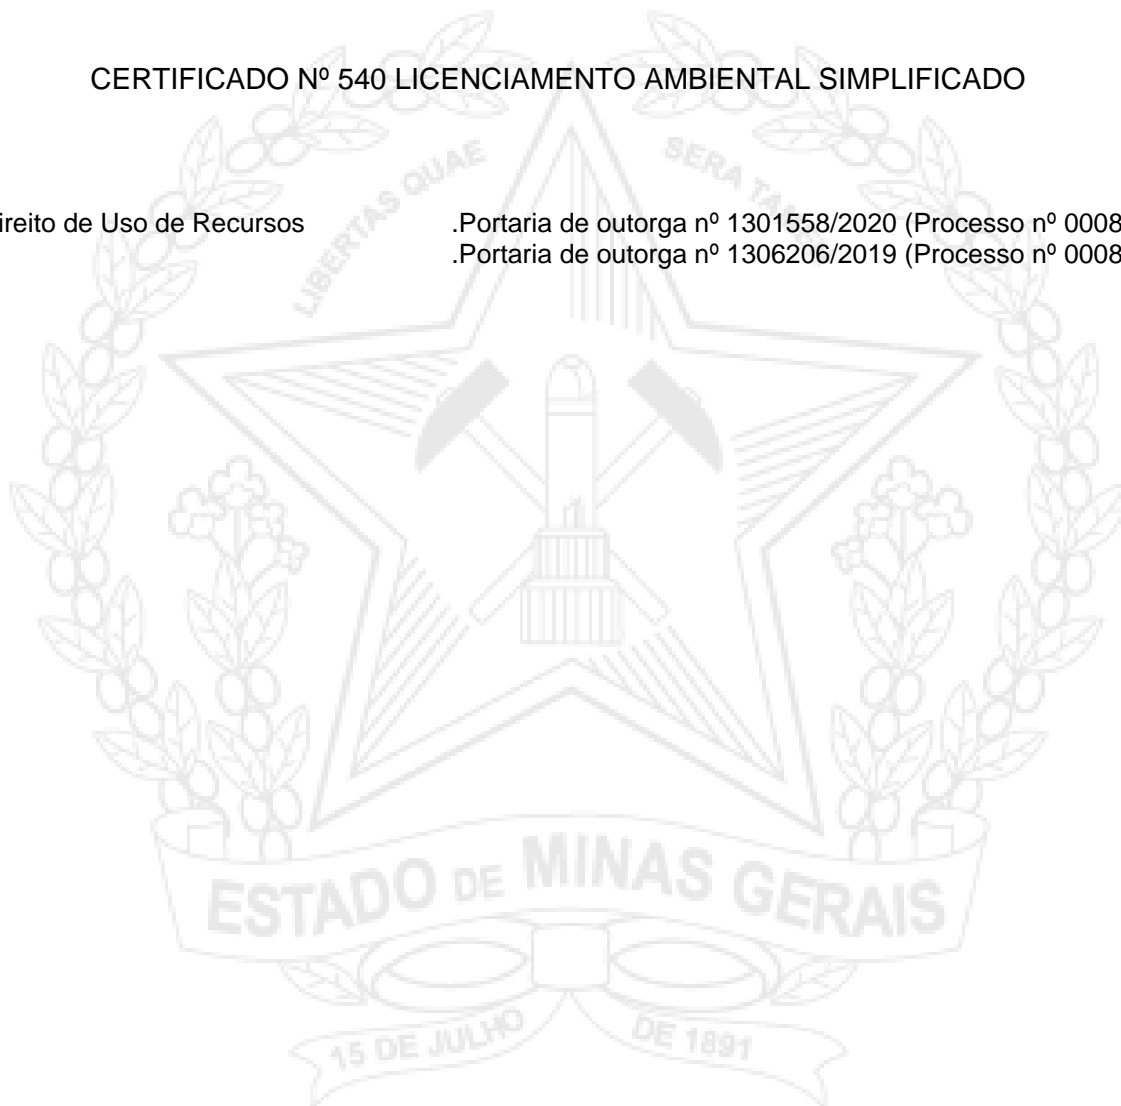 CERTIFICADO Nº 540 LICENCIAMENTO AMBIENTAL SIMPLIFICADO
LIBERTAS QUAE SERA TAMEN
ireito de Uso de Recursos .Portaria de outorga nº 1301558/2020 (Processo nº 0008
.Portaria de outorga nº 1306206/2019 (Processo nº 0008
ESTADO DE MINAS GERAIS
15 DE JULHO DE 1891